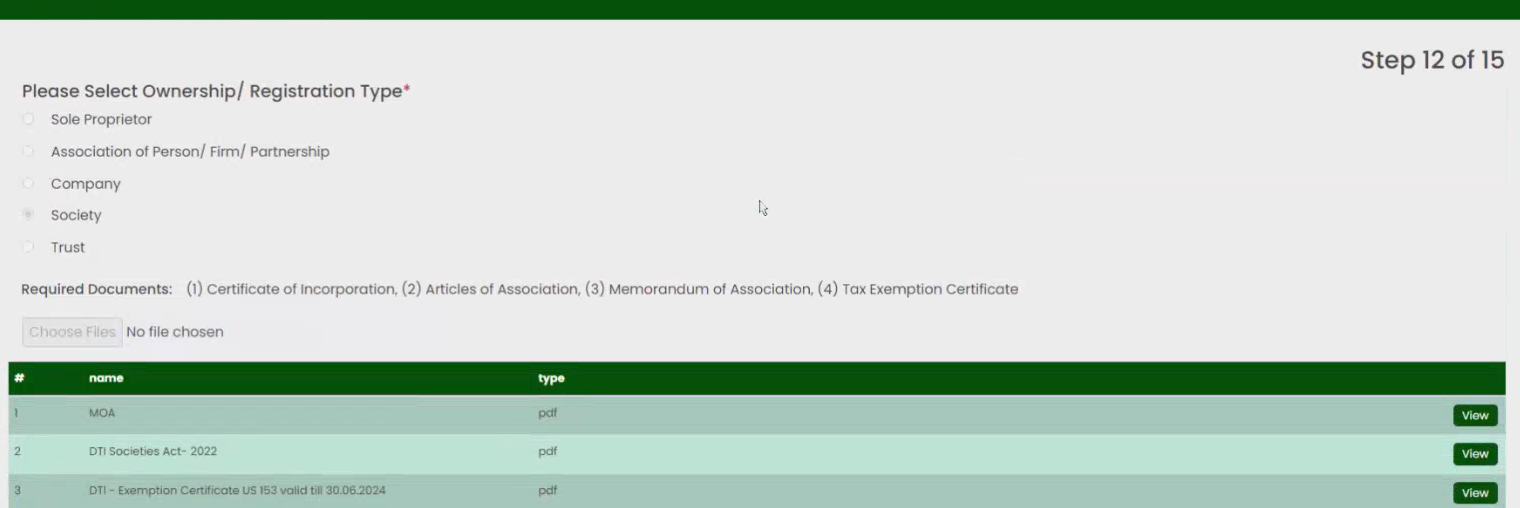 Step 12 of 15
Please Select Ownership/ Registration Type*
Sole Proprietor
Association of Person/ Firm/ Partnership
Company
Society
Trust
Required Documents: (1) Certificate of Incorporation, (2) Articles of Association, (3) Memorandum of Association, (4) Tax Exemption Certificate
Choose Files No file chosen
# name type
1 MOA pdf View
2 DTI Societies Act- 2022 pdf View
3 DTI - Exemption Certificate US 153 valid till 30.06.2024 pdf View